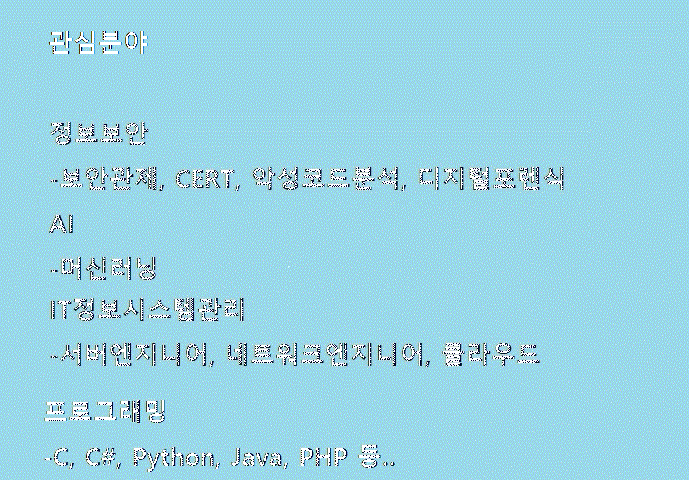 관심분야
정보보안
-보안관제, CERT, 악성코드분석, 디지털포렌식
AI
-머신러닝
IT정보시스템관리
-서버엔지니어, 네트워크엔지니어, 클라우드
프로그래밍
-C, C#, Python, Java, PHP 등..